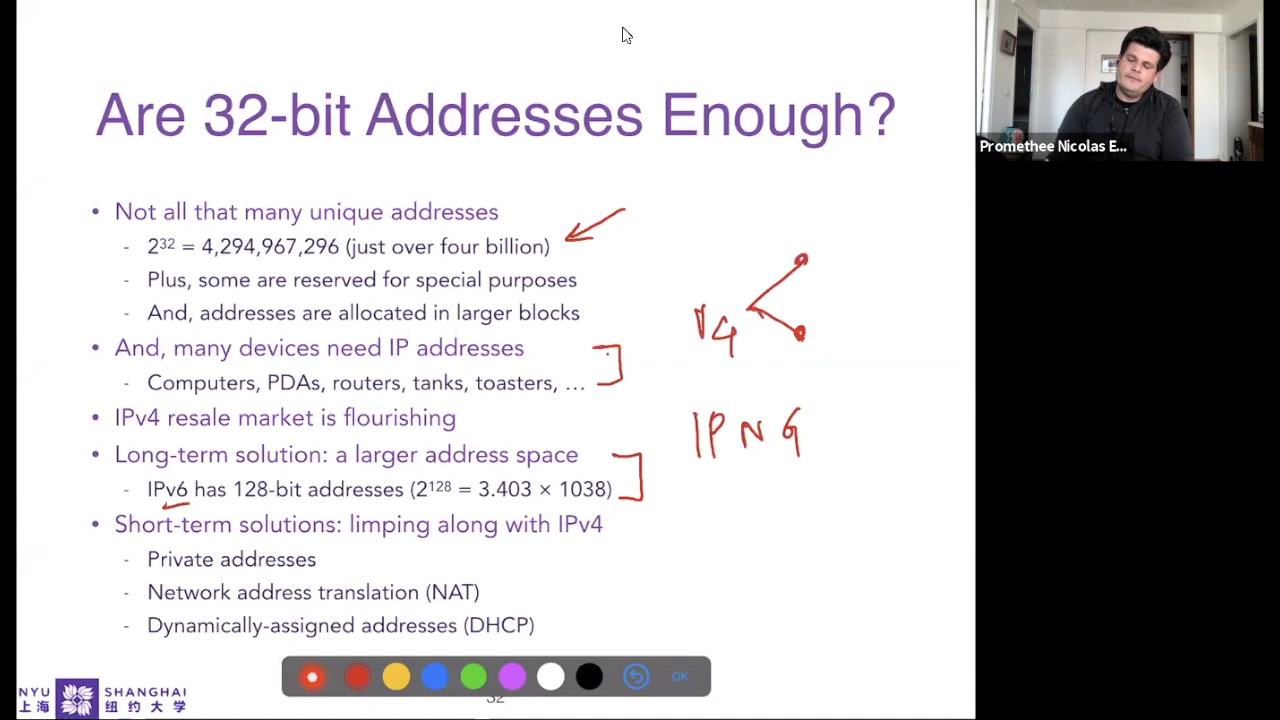 Are 32-bit Addresses Enough?
Promethee Nicolas E...
• Not all that many unique addresses
- 2³² = 4,294,967,296 (just over four billion)
- Plus, some are reserved for special purposes
- And, addresses are allocated in larger blocks
• And, many devices need IP addresses
- Computers, PDAs, routers, tanks, toasters, …
• IPv4 resale market is flourishing
• Long-term solution: a larger address space
- IPv6 has 128-bit addresses (2¹²⁸ = 3.403 × 1038)
• Short-term solutions: limping along with IPv4
- Private addresses
- Network address translation (NAT)
- Dynamically-assigned addresses (DHCP)
V4
IPNG
OK
32
NYU SHANGHAI
上海 纽约大学